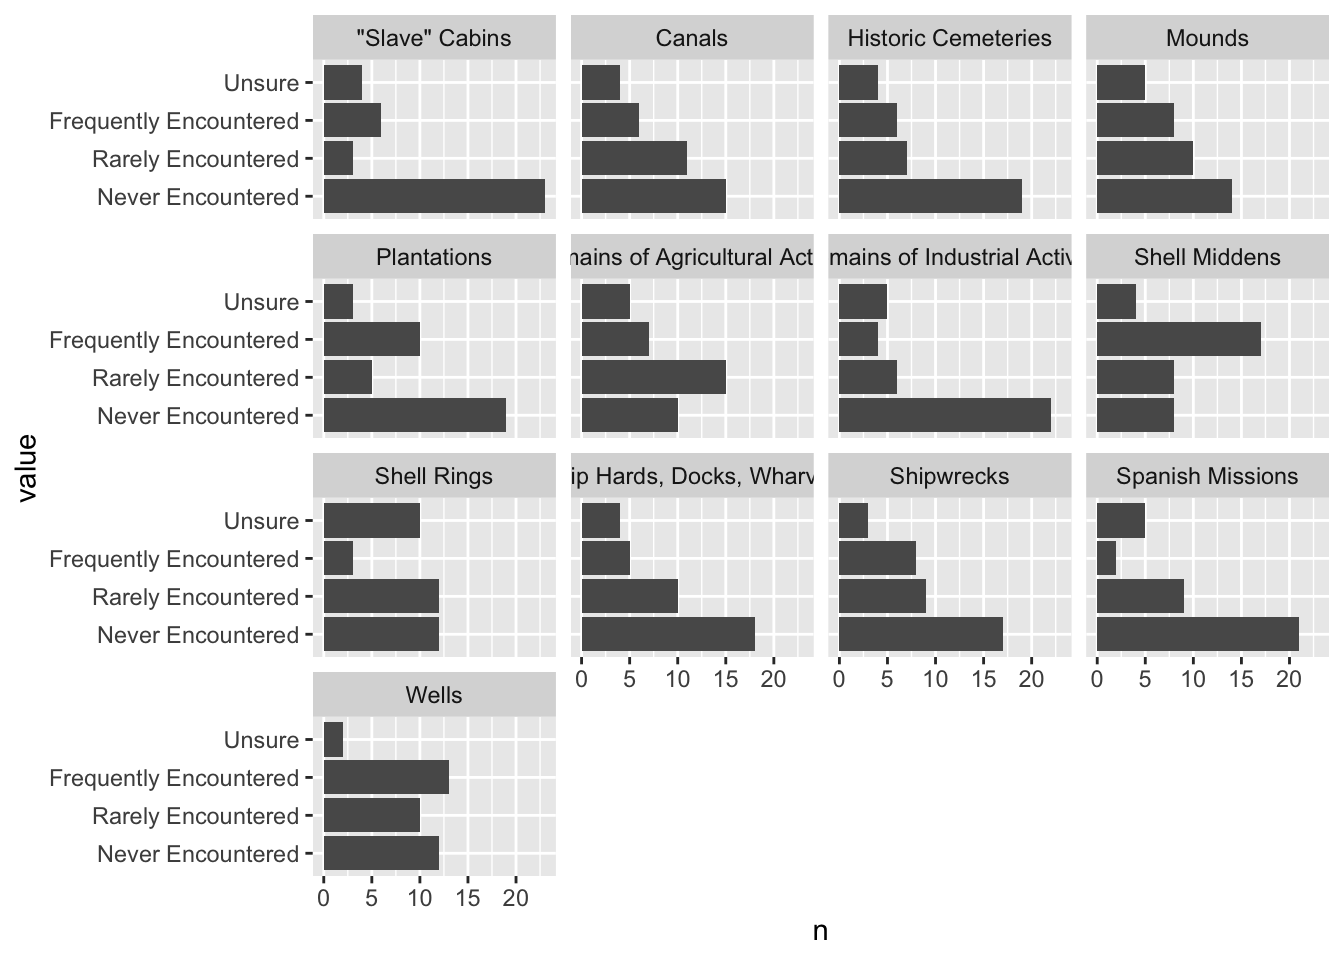 "Slave" Cabins
Canals
Historic Cemeteries
Mounds
Unsure
Frequently Encountered
Rarely Encountered
Never Encountered
Plantations
mains of Agricultural Act
mains of Industrial Activ
Shell Middens
Unsure
Frequently Encountered
Rarely Encountered
Never Encountered
value
Shell Rings
ip Hards, Docks, Wharv
Shipwrecks
Spanish Missions
Unsure
Frequently Encountered
Rarely Encountered
Never Encountered
0 5 10 15 20
0 5 10 15 20
0 5 10 15 20
Wells
Unsure
Frequently Encountered
Rarely Encountered
Never Encountered
0 5 10 15 20
n